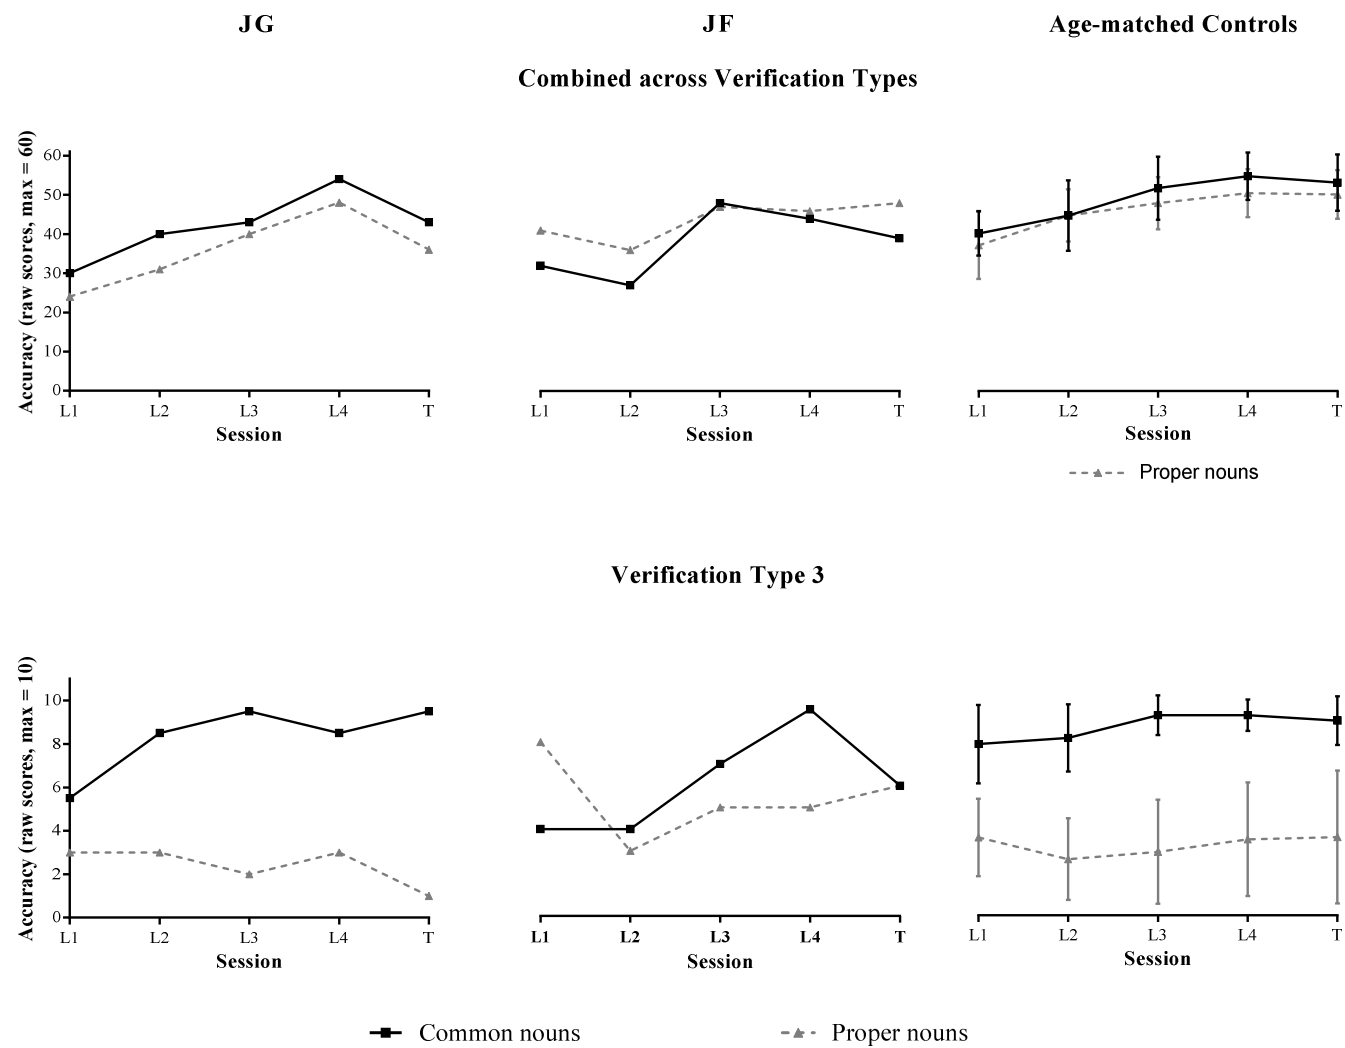 JG JF Age-matched Controls
Combined across Verification Types
Accuracy (raw scores, max = 60)
60
50
40
30
20
10
0
L1 L2 L3 L4 T L1 L2 L3 L4 T L1 L2 L3 L4 T
Session Session Session
Proper nouns
Verification Type 3
Accuracy (raw scores, max = 10)
10
8
6
4
2
0
L1 L2 L3 L4 T L1 L2 L3 L4 T L1 L2 L3 L4 T
Session Session Session
Common nouns Proper nouns